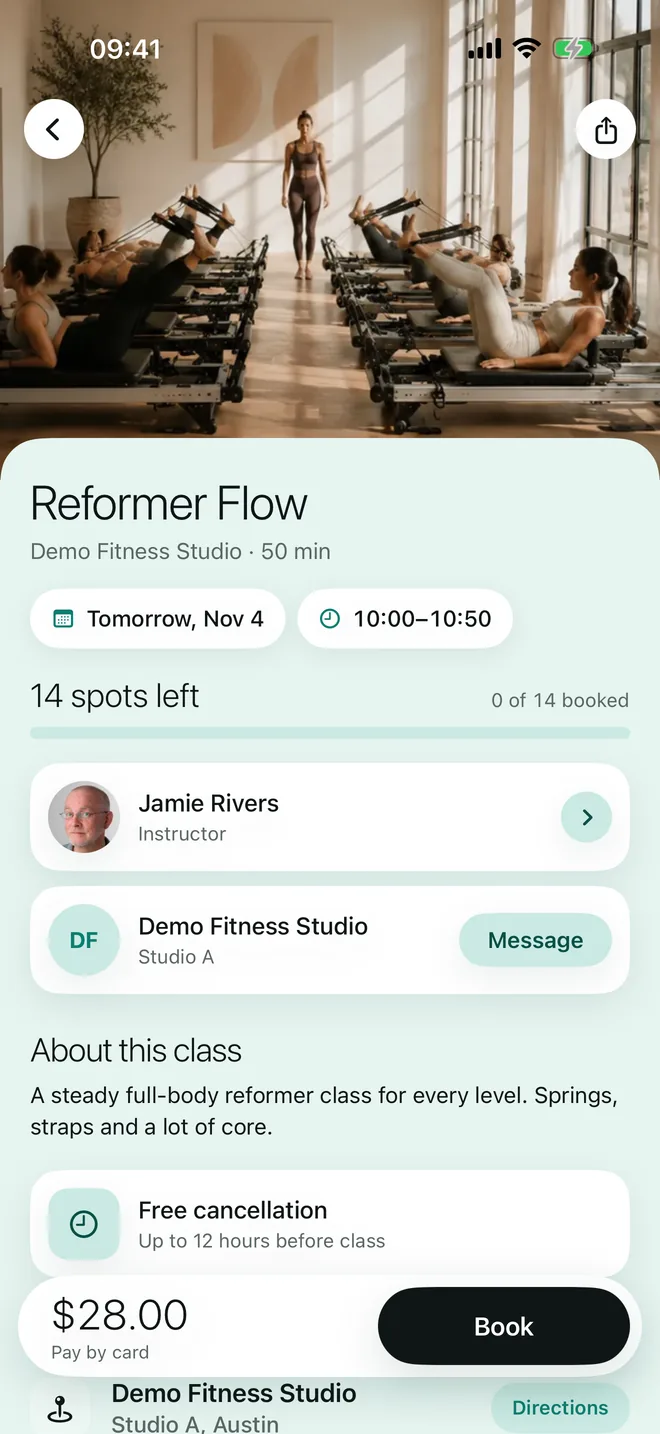 09:41
Reformer Flow
Demo Fitness Studio · 50 min
Tomorrow, Nov 4
10:00–10:50
14 spots left
0 of 14 booked
Jamie Rivers
Instructor
DF
Demo Fitness Studio
Studio A
Message
About this class
A steady full-body reformer class for every level. Springs,
straps and a lot of core.
Free cancellation
Up to 12 hours before class
$28.00
Pay by card
Book
Demo Fitness Studio
Studio A, Austin
Directions